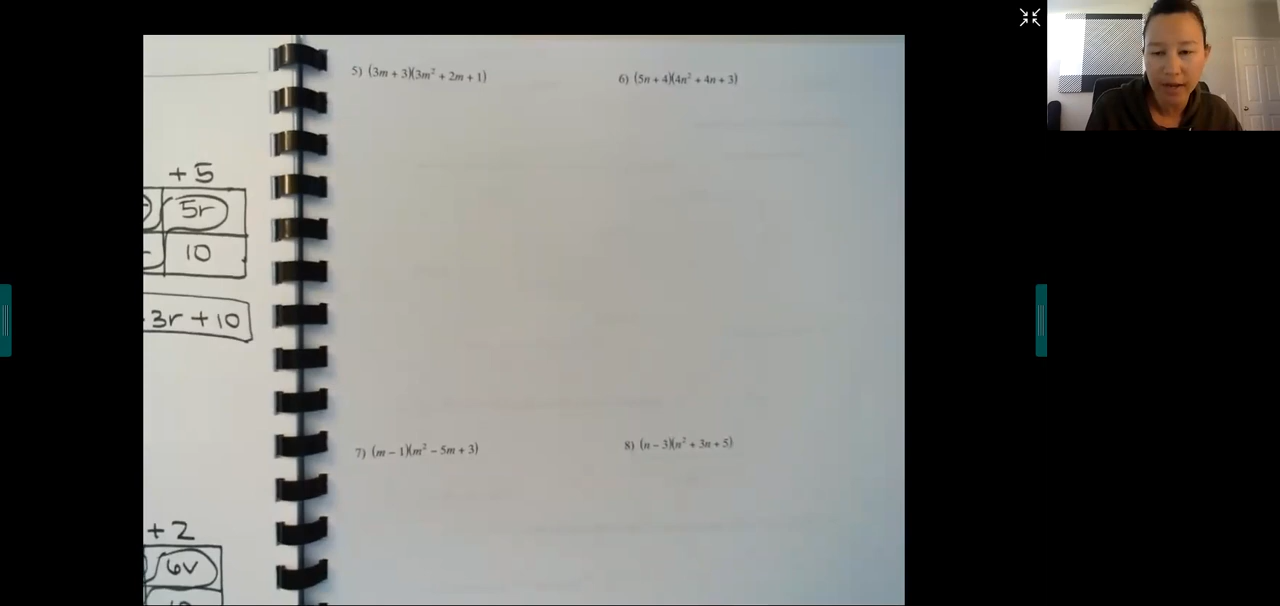 + 5
5r
10
3r + 10
+ 2
6v
5) (3m + 3)(3m² + 2m + 1)
6) (5n + 4)(4n² + 4n + 3)
7) (m − 1)(m² − 5m + 3)
8) (n − 3)(n² + 3n + 5)